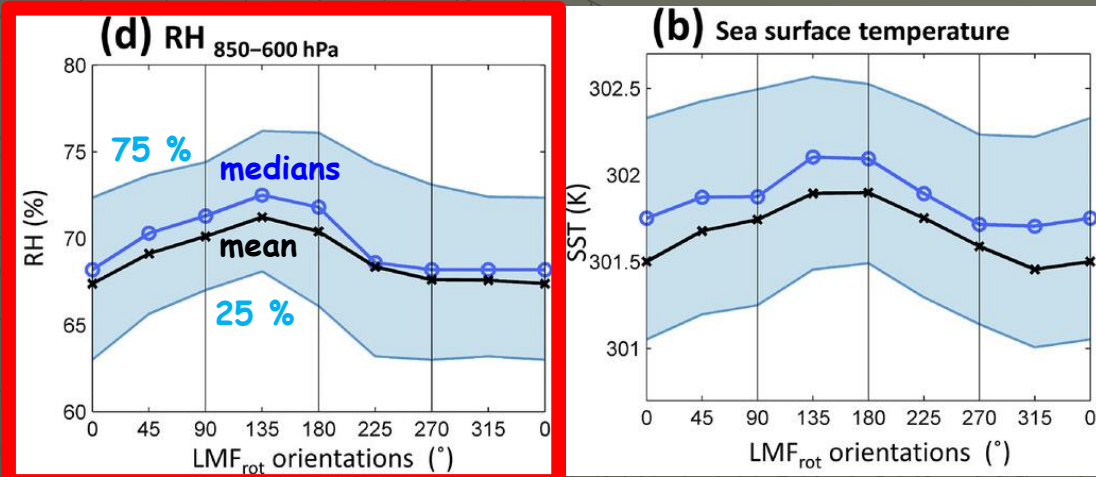 (d) RH 850–600 hPa
80
75
70
65
60
RH (%)
75 %
medians
mean
25 %
0 45 90 135 180 225 270 315 0
LMFrot orientations (˚)
(b) Sea surface temperature
302.5
302
301.5
301
SST (K)
0 45 90 135 180 225 270 315 0
LMFrot orientations (˚)